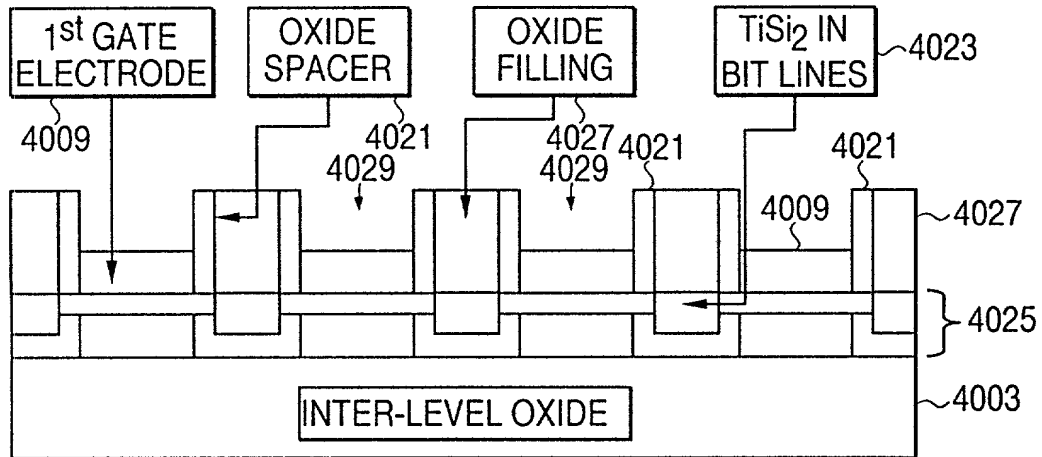 1st GATE
ELECTRODE
OXIDE
SPACER
OXIDE
FILLING
TiSi2 IN
BIT LINES
4023
4009
4021
4027
4029
4029
4021
4021
4009
4027
4025
INTER-LEVEL OXIDE
4003